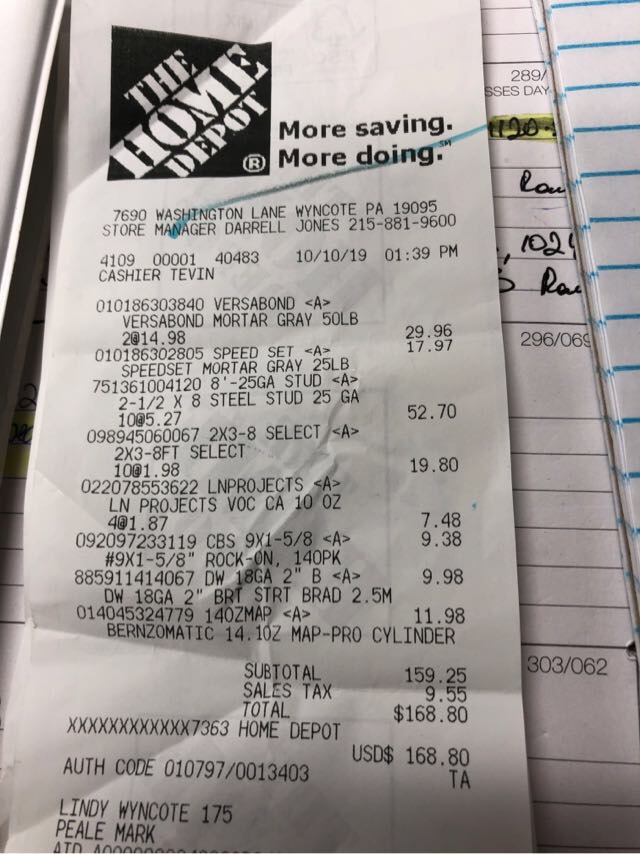 THE
HOME
DEPOT
®
More saving.
More doing.℠
7690 WASHINGTON LANE WYNCOTE PA 19095
STORE MANAGER DARRELL JONES 215-881-9600
4109 00001 40483 10/10/19 01:39 PM
CASHIER TEVIN
010186303840 VERSABOND <A>
VERSABOND MORTAR GRAY 50LB
2@14.98 29.96
010186302805 SPEED SET <A> 17.97
SPEEDSET MORTAR GRAY 25LB
751361004120 8'-25GA STUD <A>
2-1/2 X 8 STEEL STUD 25 GA
10@5.27 52.70
098945060067 2X3-8 SELECT <A>
2X3-8FT SELECT
10@1.98 19.80
022078553622 LNPROJECTS <A>
LN PROJECTS VOC CA 10 OZ
4@1.87 7.48
092097233119 CBS 9X1-5/8 <A> 9.38
#9X1-5/8" ROCK-ON, 140PK
885911414067 DW 18GA 2" B <A> 9.98
DW 18GA 2" BRT STRT BRAD 2.5M
014045324779 14OZMAP <A> 11.98
BERNZOMATIC 14.1OZ MAP-PRO CYLINDER
SUBTOTAL 159.25
SALES TAX 9.55
TOTAL $168.80
XXXXXXXXXXXX7363 HOME DEPOT
USD$ 168.80
AUTH CODE 010797/0013403 TA
LINDY WYNCOTE 175
PEALE MARK
289/
SSES DAY
1120
, 1024
296/069
303/062